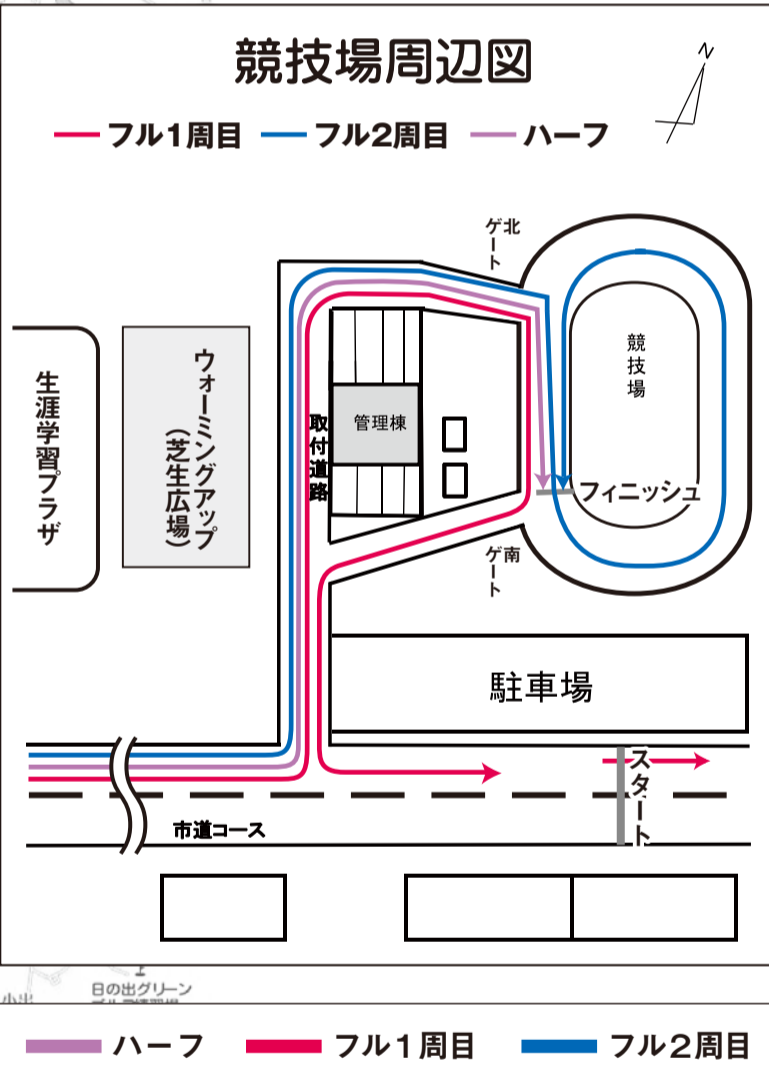 競技場周辺図
N
フル1周目 フル2周目 ハーフ
北ゲート
競技場
生涯学習プラザ
ウォーミングアップ
(芝生広場)
取付道路
管理棟
フィニッシュ
南ゲート
駐車場
スタート
市道コース
日の出グリーン
ハーフ フル1周目 フル2周目